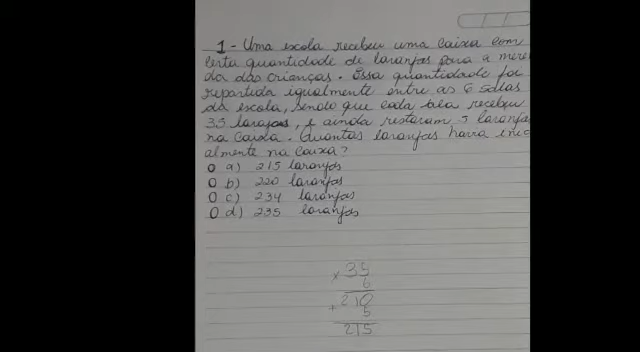 1 - Uma escola recebeu uma caixa com
certa quantidade de laranjas para a meren
da das crianças. Essa quantidade foi
repartida igualmente entre as 6 salas
da escola, sendo que cada sala recebeu
35 laranjas, e ainda restaram 5 laranjas
na caixa. Quantas laranjas havia inic
almente na caixa?
O a) 215 laranjas
O b) 220 laranjas
O c) 234 laranjas
O d) 235 laranjas
35
x 6
210
+ 5
215